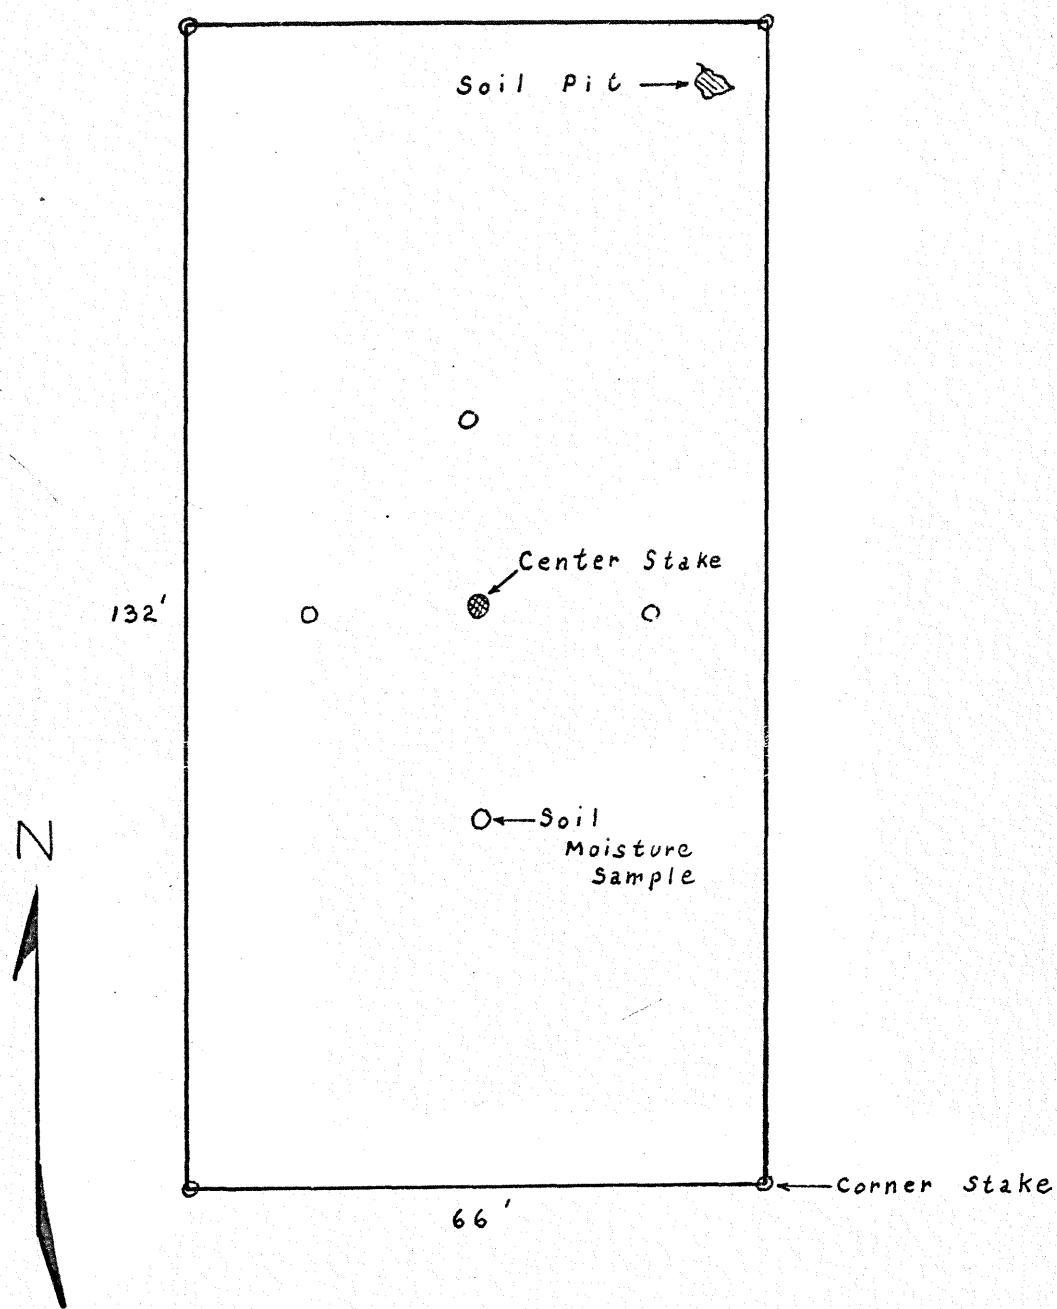 Soil Pit
Center Stake
132'
Soil
Moisture
Sample
N
Corner Stake
66'